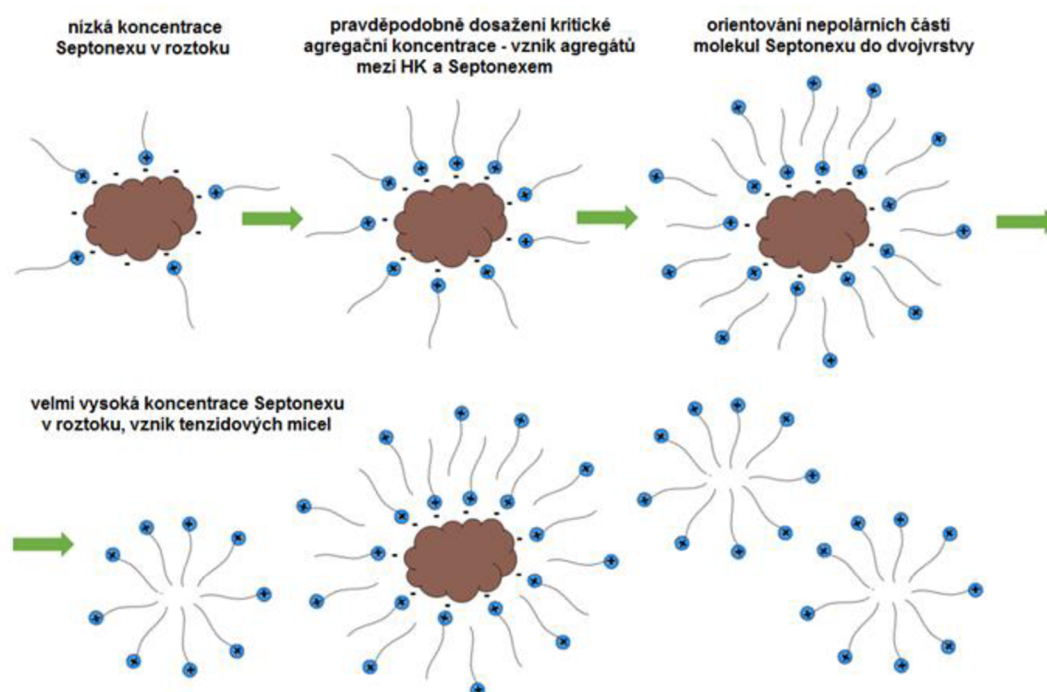 nízká koncentrace
Septonexu v roztoku
pravděpodobně dosažení kritické
agregační koncentrace - vznik agregátů
mezi HK a Septonexem
orientování nepolárních částí
molekul Septonexu do dvojvrstvy
velmi vysoká koncentrace Septonexu
v roztoku, vznik tenzidových micel